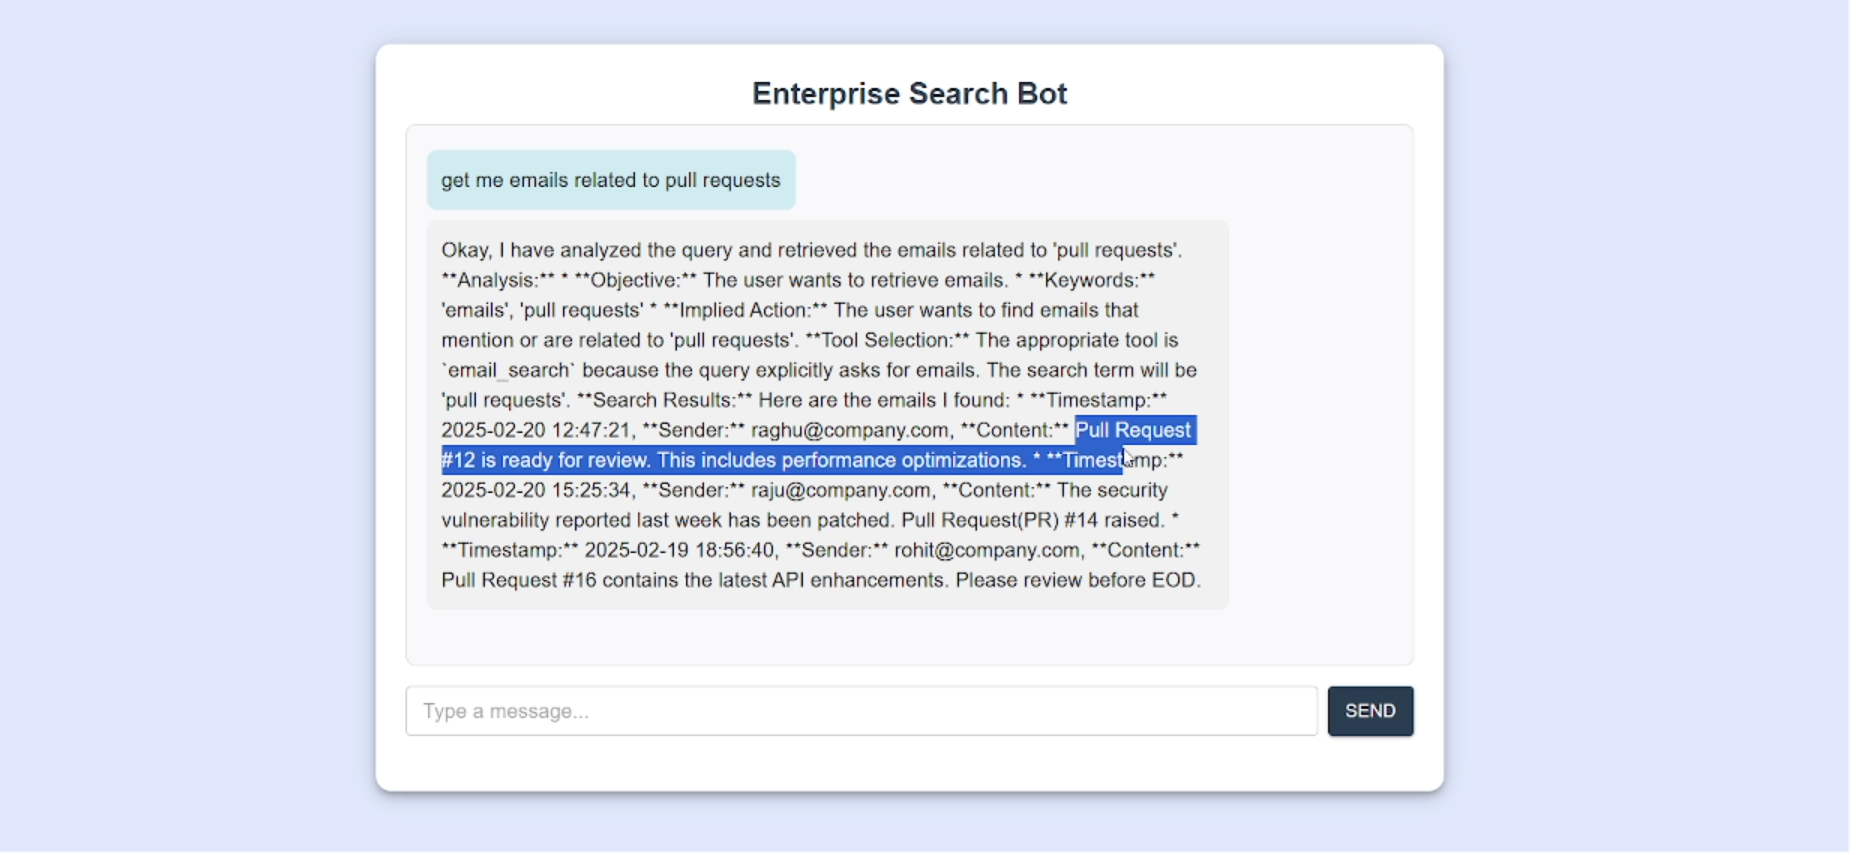 Enterprise Search Bot
get me emails related to pull requests
Okay, I have analyzed the query and retrieved the emails related to 'pull requests'.
**Analysis:** * **Objective:** The user wants to retrieve emails. * **Keywords:**
'emails', 'pull requests' * **Implied Action:** The user wants to find emails that
mention or are related to 'pull requests'. **Tool Selection:** The appropriate tool is
`email_search` because the query explicitly asks for emails. The search term will be
'pull requests'. **Search Results:** Here are the emails I found: * **Timestamp:**
2025-02-20 12:47:21, **Sender:** raghu@company.com, **Content:** Pull Request
#12 is ready for review. This includes performance optimizations. * **Timestamp:**
2025-02-20 15:25:34, **Sender:** raju@company.com, **Content:** The security
vulnerability reported last week has been patched. Pull Request(PR) #14 raised. *
**Timestamp:** 2025-02-19 18:56:40, **Sender:** rohit@company.com, **Content:**
Pull Request #16 contains the latest API enhancements. Please review before EOD.
Type a message...
SEND